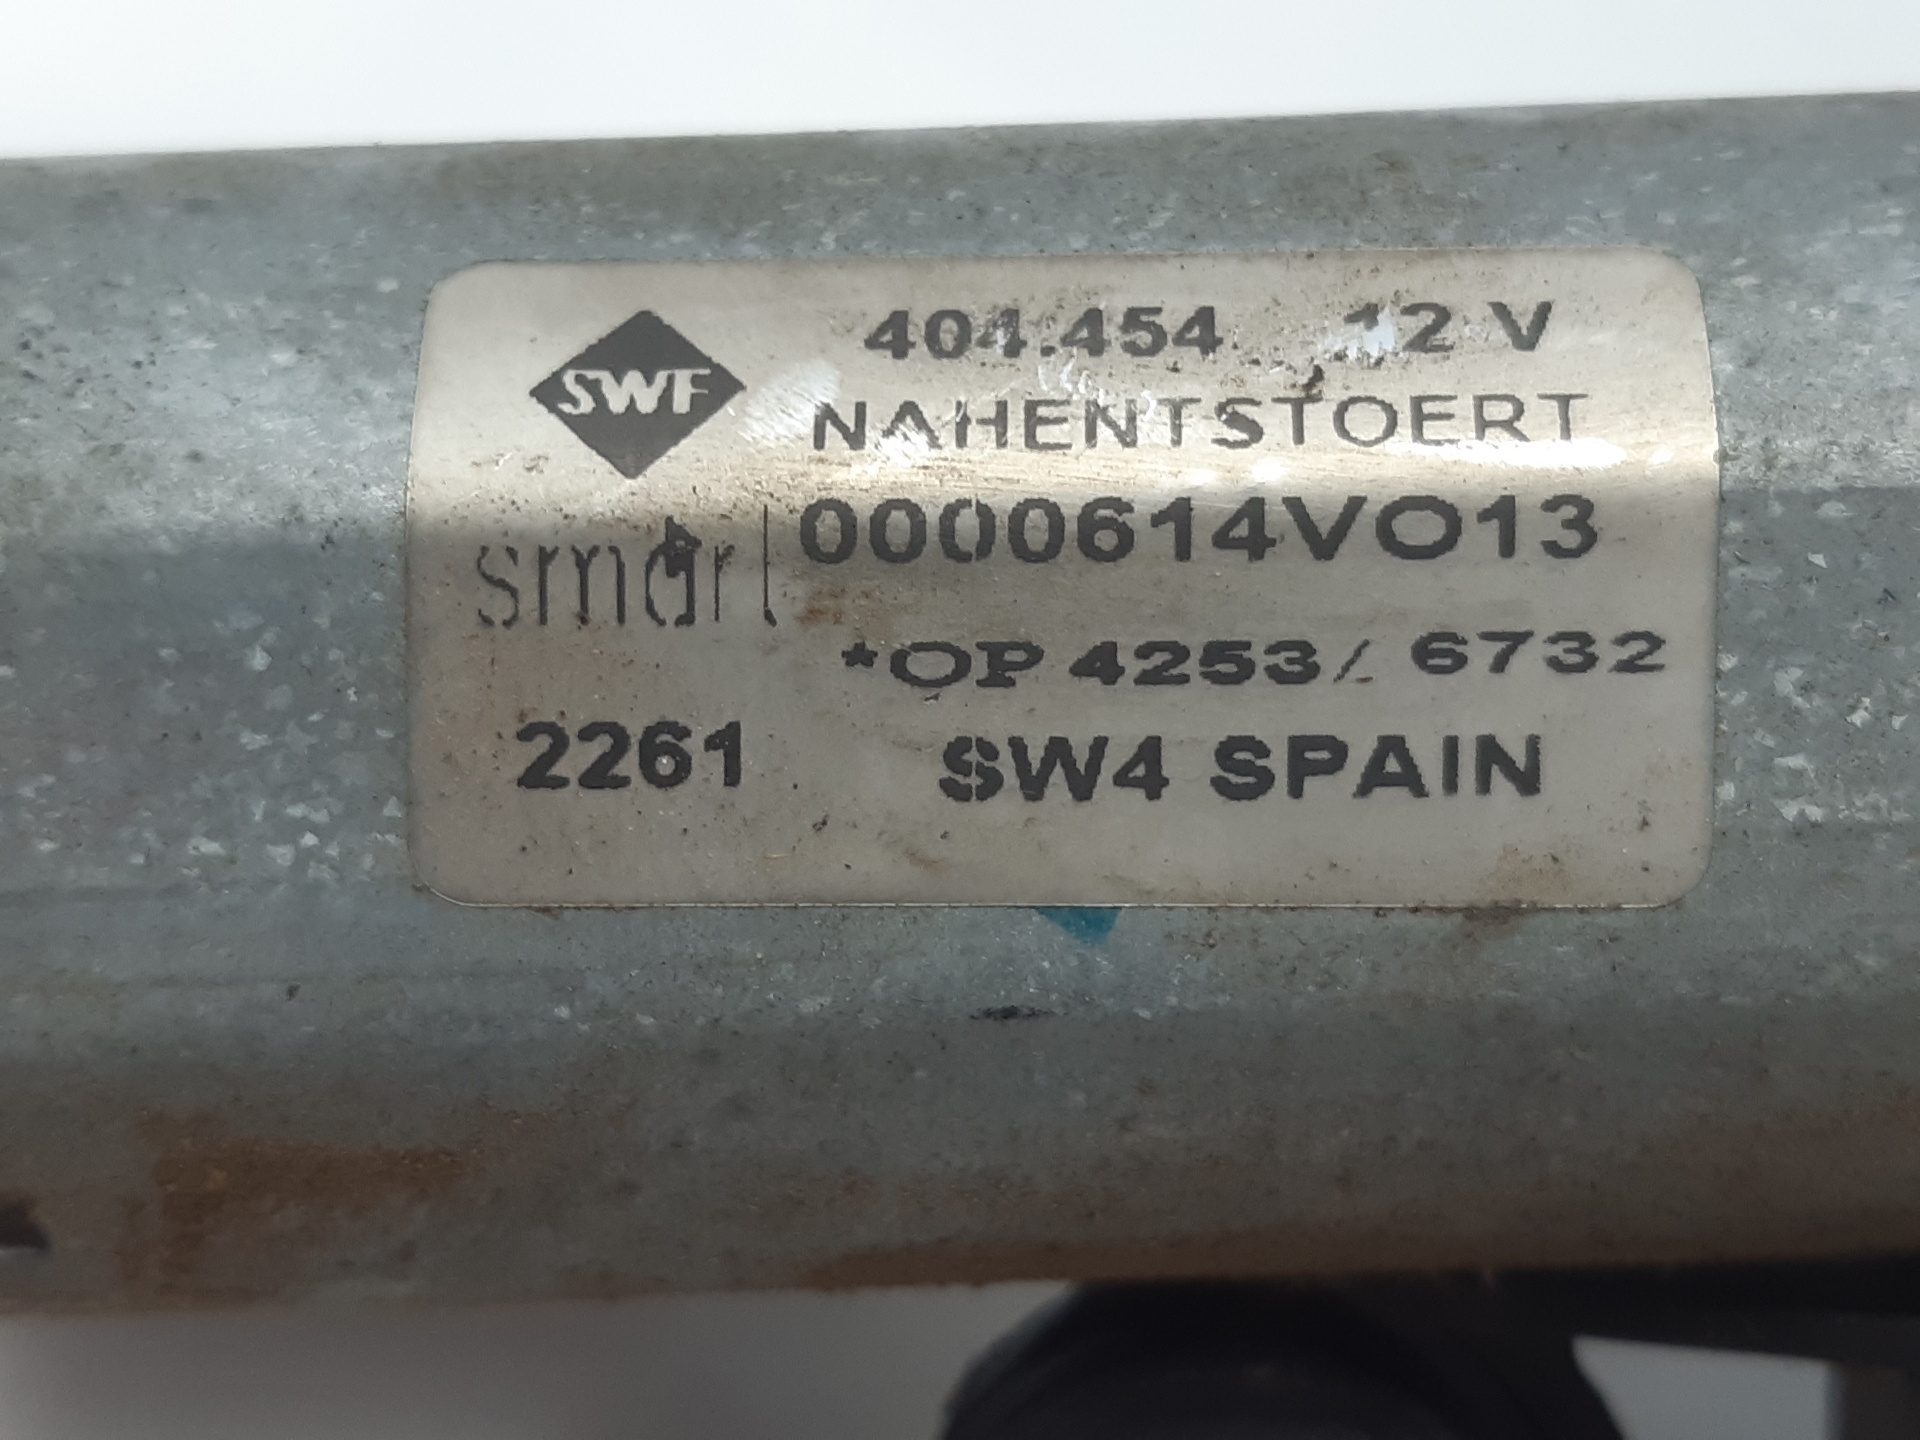 SWF 404.454 12 V
NAHENTSTOERT
smart 0000614VO13
*OP 4253/ 6732
2261 SW4 SPAIN